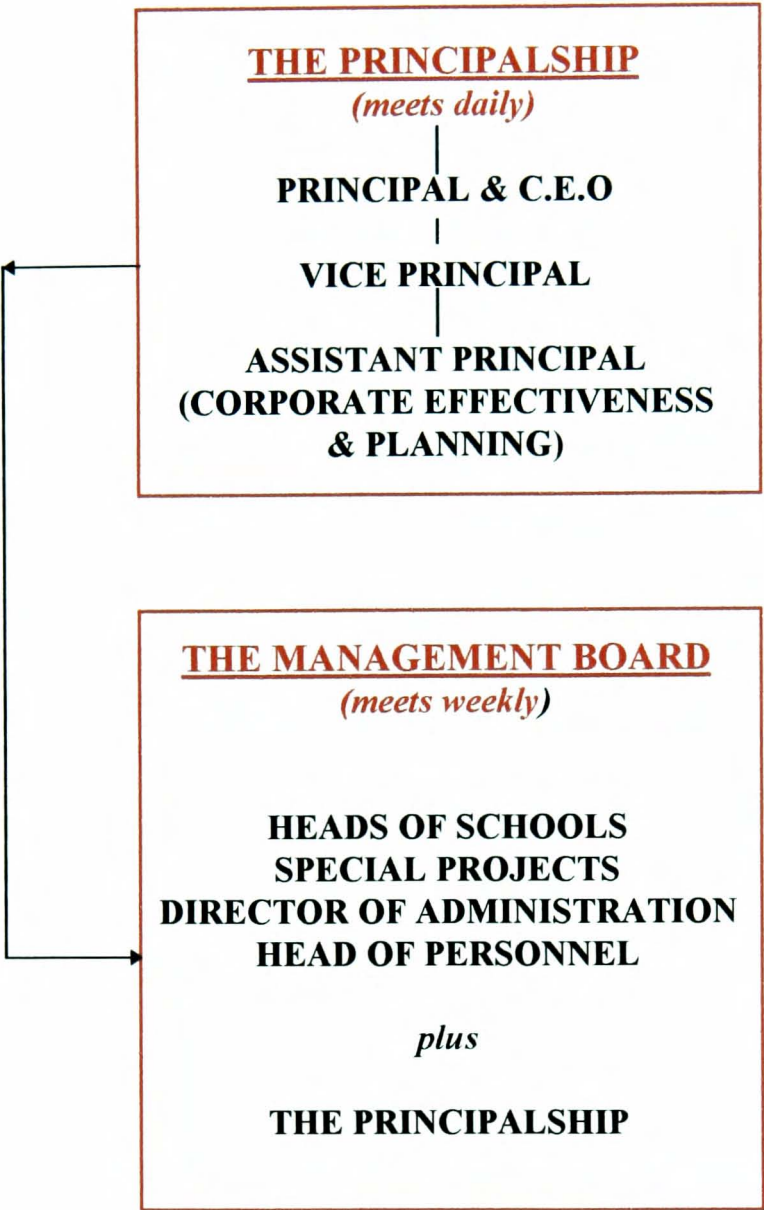 THE PRINCIPALSHIP
(meets daily)
PRINCIPAL & C.E.O
VICE PRINCIPAL
ASSISTANT PRINCIPAL
(CORPORATE EFFECTIVENESS
& PLANNING)
THE MANAGEMENT BOARD
(meets weekly)
HEADS OF SCHOOLS
SPECIAL PROJECTS
DIRECTOR OF ADMINISTRATION
HEAD OF PERSONNEL
plus
THE PRINCIPALSHIP